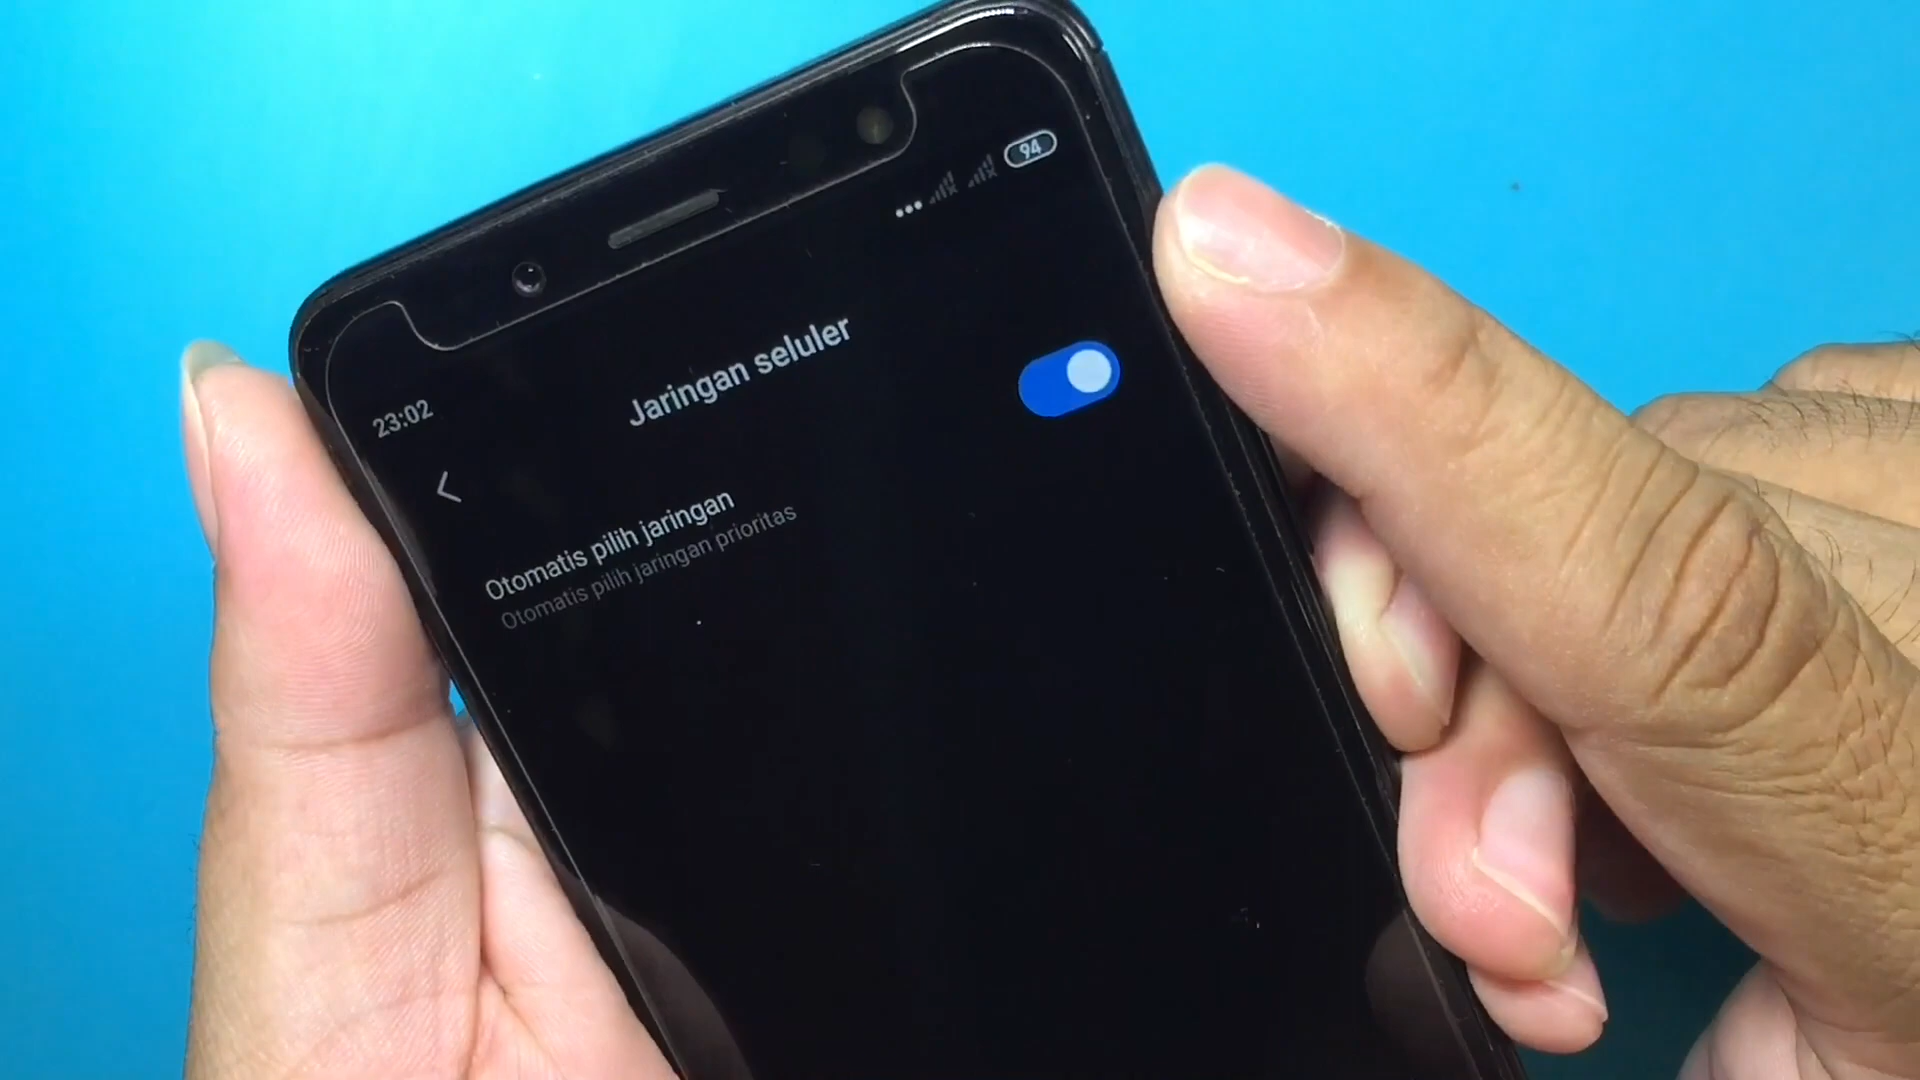 23:02
94
Jaringan seluler
Otomatis pilih jaringan
Otomatis pilih jaringan prioritas